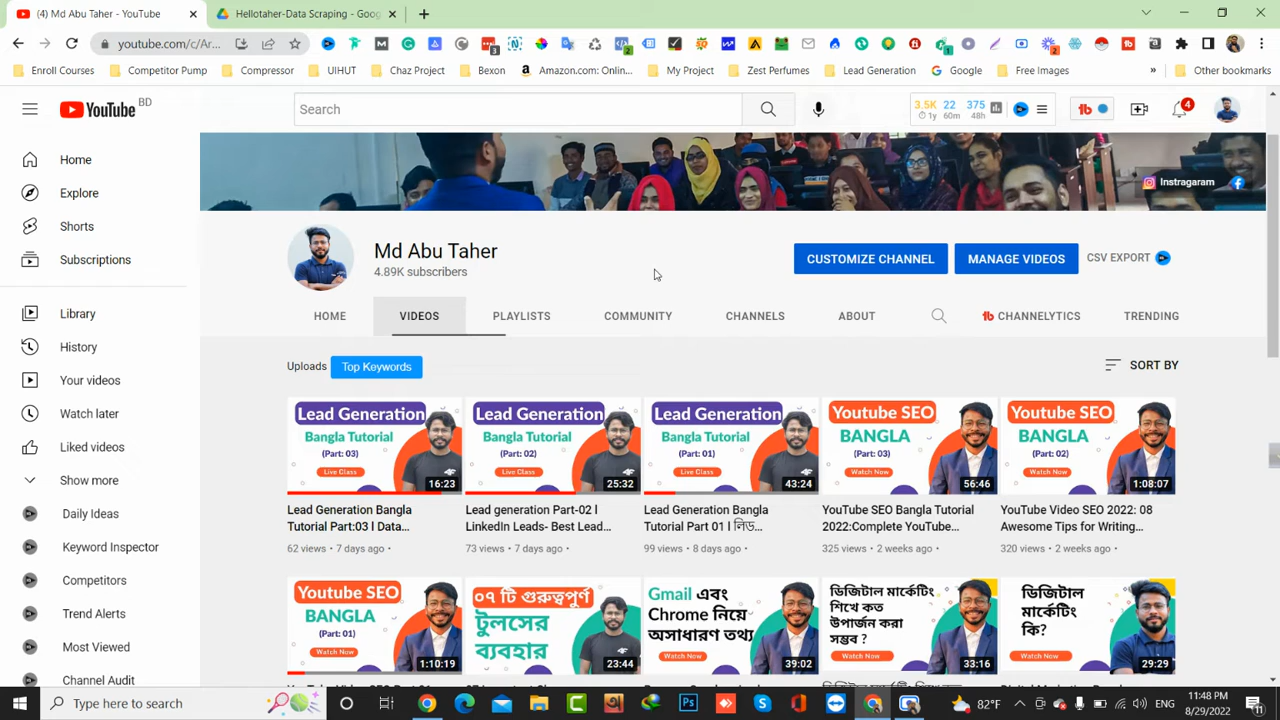 (4) Md Abu Taher - YouTube
Hellotaher-Data Scraping - Goog
youtube.com/c/Ar...
Enroll Courses
Competitor Pump
Compressor
UIHUT
Chaz Project
Bexon
Amazon.com: Onlin...
My Project
Zest Perfumes
Lead Generation
Google
Free Images
»
Other bookmarks
YouTube BD
Search
3.5K 22 375
1y 60m 48h
tb
4
Home
Explore
Shorts
Subscriptions
Library
History
Your videos
Watch later
Liked videos
Show more
Daily Ideas
Keyword Inspector
Competitors
Trend Alerts
Most Viewed
Channel Audit
Instragaram
Md Abu Taher
4.89K subscribers
CUSTOMIZE CHANNEL
MANAGE VIDEOS
CSV EXPORT
HOME
VIDEOS
PLAYLISTS
COMMUNITY
CHANNELS
ABOUT
tb CHANNELYTICS
TRENDING
Uploads
Top Keywords
SORT BY
Lead Generation
Bangla Tutorial
(Part: 03)
Live Class
16:23
Lead Generation Bangla
Tutorial Part:03 l Data...
62 views • 7 days ago •
Lead Generation
Bangla Tutorial
(Part: 02)
Live Class
25:32
Lead generation Part-02 l
LinkedIn Leads- Best Lead...
73 views • 7 days ago •
Lead Generation
Bangla Tutorial
(Part: 01)
Live Class
43:24
Lead Generation Bangla
Tutorial Part 01 l লিড...
99 views • 8 days ago •
Youtube SEO
BANGLA
(Part: 03)
Watch Now
56:46
YouTube SEO Bangla Tutorial
2022:Complete YouTube...
325 views • 2 weeks ago •
Youtube SEO
BANGLA
(Part: 02)
Watch Now
1:08:07
YouTube Video SEO 2022: 08
Awesome Tips for Writing...
320 views • 2 weeks ago •
Youtube SEO
BANGLA
(Part: 01)
Watch Now
1:10:19
০৭ টি গুরুত্বপূর্ণ
টুলসের
ব্যবহার
23:44
Gmail এবং
Chrome নিয়ে
অসাধারণ তথ্য
Watch Now
39:02
ডিজিটাল মার্কেটিং
শিখে কত
উপার্জন করা
সম্ভব ?
Watch Now
33:16
ডিজিটাল
মার্কেটিং
কি?
Watch Now
29:29
Type here to search
82°F
ENG
11:48 PM
8/29/2022
11